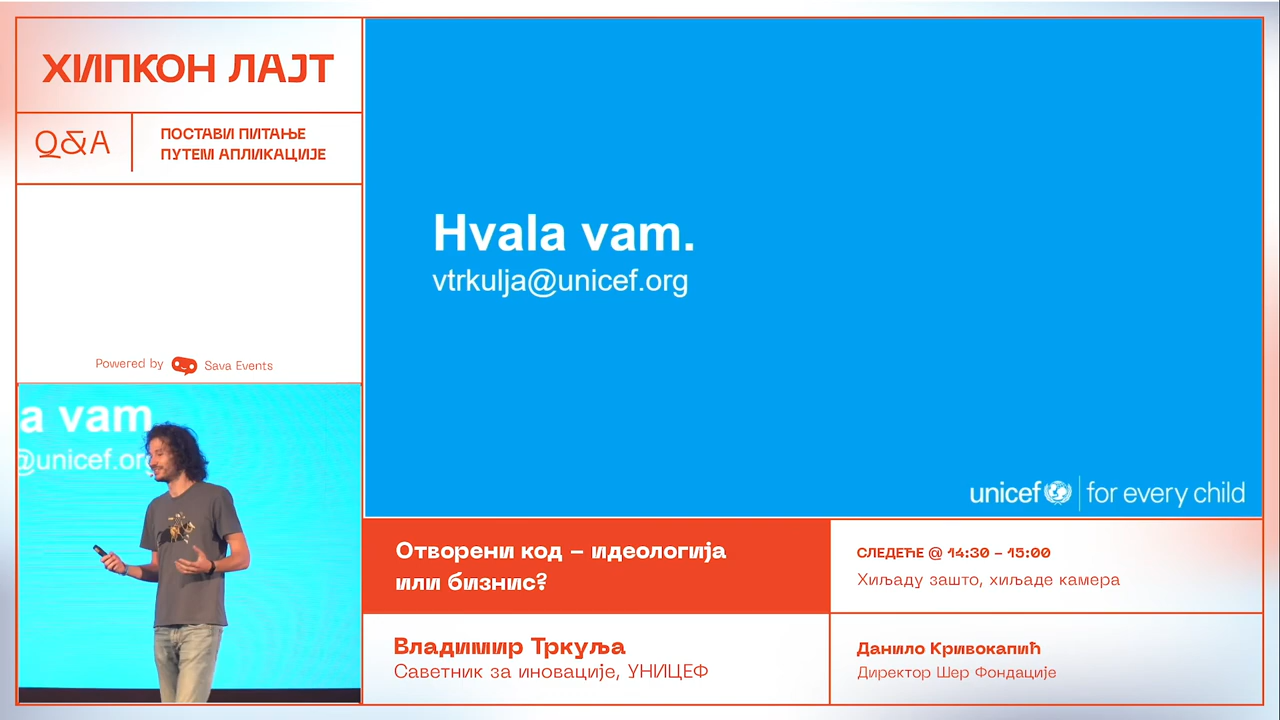 ХИПКОН ЛАЈТ
Q&A
ПОСТАВИ ПИТАЊЕ
ПУТЕМ АПЛИКАЦИЈЕ
Powered by Sava Events
a vam.
@unicef.org
Hvala vam.
vtrkulja@unicef.org
unicef for every child
Отворени код – идеологија
или бизнис?
Владимир Тркуља
Саветник за иновације, УНИЦЕФ
СЛЕДЕЋЕ @ 14:30 – 15:00
Хиљаду зашто, хиљаде камера
Данило Кривокапић
Директор Шер Фондације